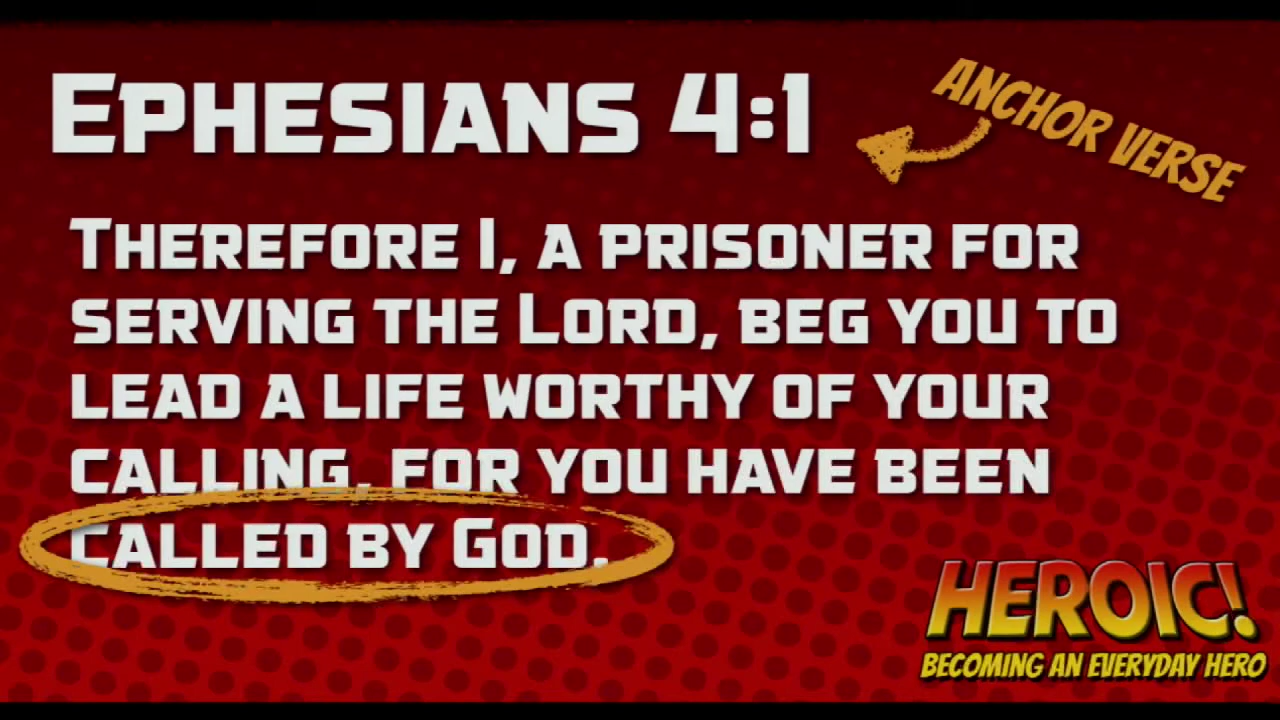 Ephesians 4:1
ANCHOR VERSE
Therefore I, a prisoner for
serving the Lord, beg you to
lead a life worthy of your
calling, for you have been
called by God.
HEROIC!
BECOMING AN EVERYDAY HERO